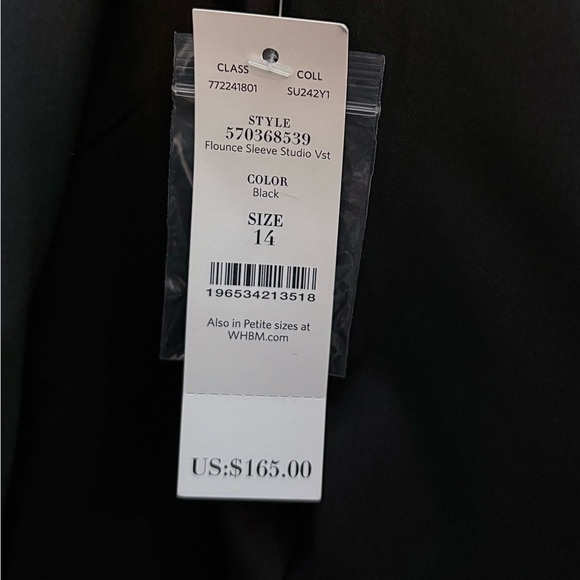 CLASS COLL
772241801 SU242Y1
STYLE
570368539
Flounce Sleeve Studio Vst
COLOR
Black
SIZE
14
196534213518
Also in Petite sizes at
WHBM.com
US:$165.00